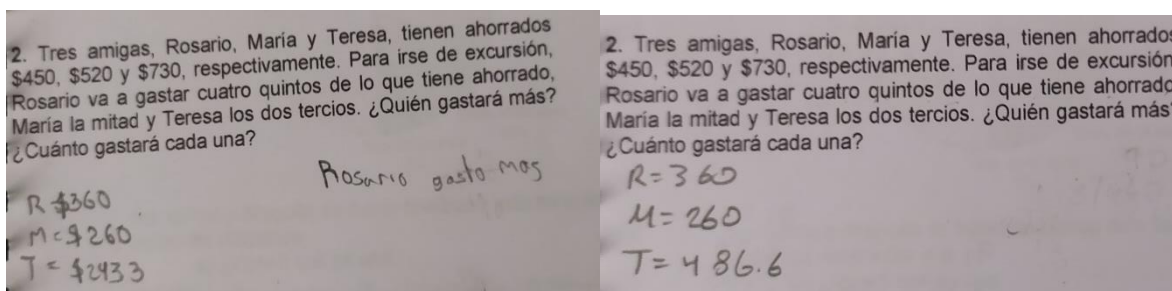 2. Tres amigas, Rosario, María y Teresa, tienen ahorrados
$450, $520 y $730, respectivamente. Para irse de excursión,
Rosario va a gastar cuatro quintos de lo que tiene ahorrado,
María la mitad y Teresa los dos tercios. ¿Quién gastará más?
¿Cuánto gastará cada una?
Rosario gasto mas
R $360
M = $260
T = $2433
2. Tres amigas, Rosario, María y Teresa, tienen ahorrados
$450, $520 y $730, respectivamente. Para irse de excursión
Rosario va a gastar cuatro quintos de lo que tiene ahorrado
María la mitad y Teresa los dos tercios. ¿Quién gastará más
¿Cuánto gastará cada una?
R = 360
M = 260
T = 486.6